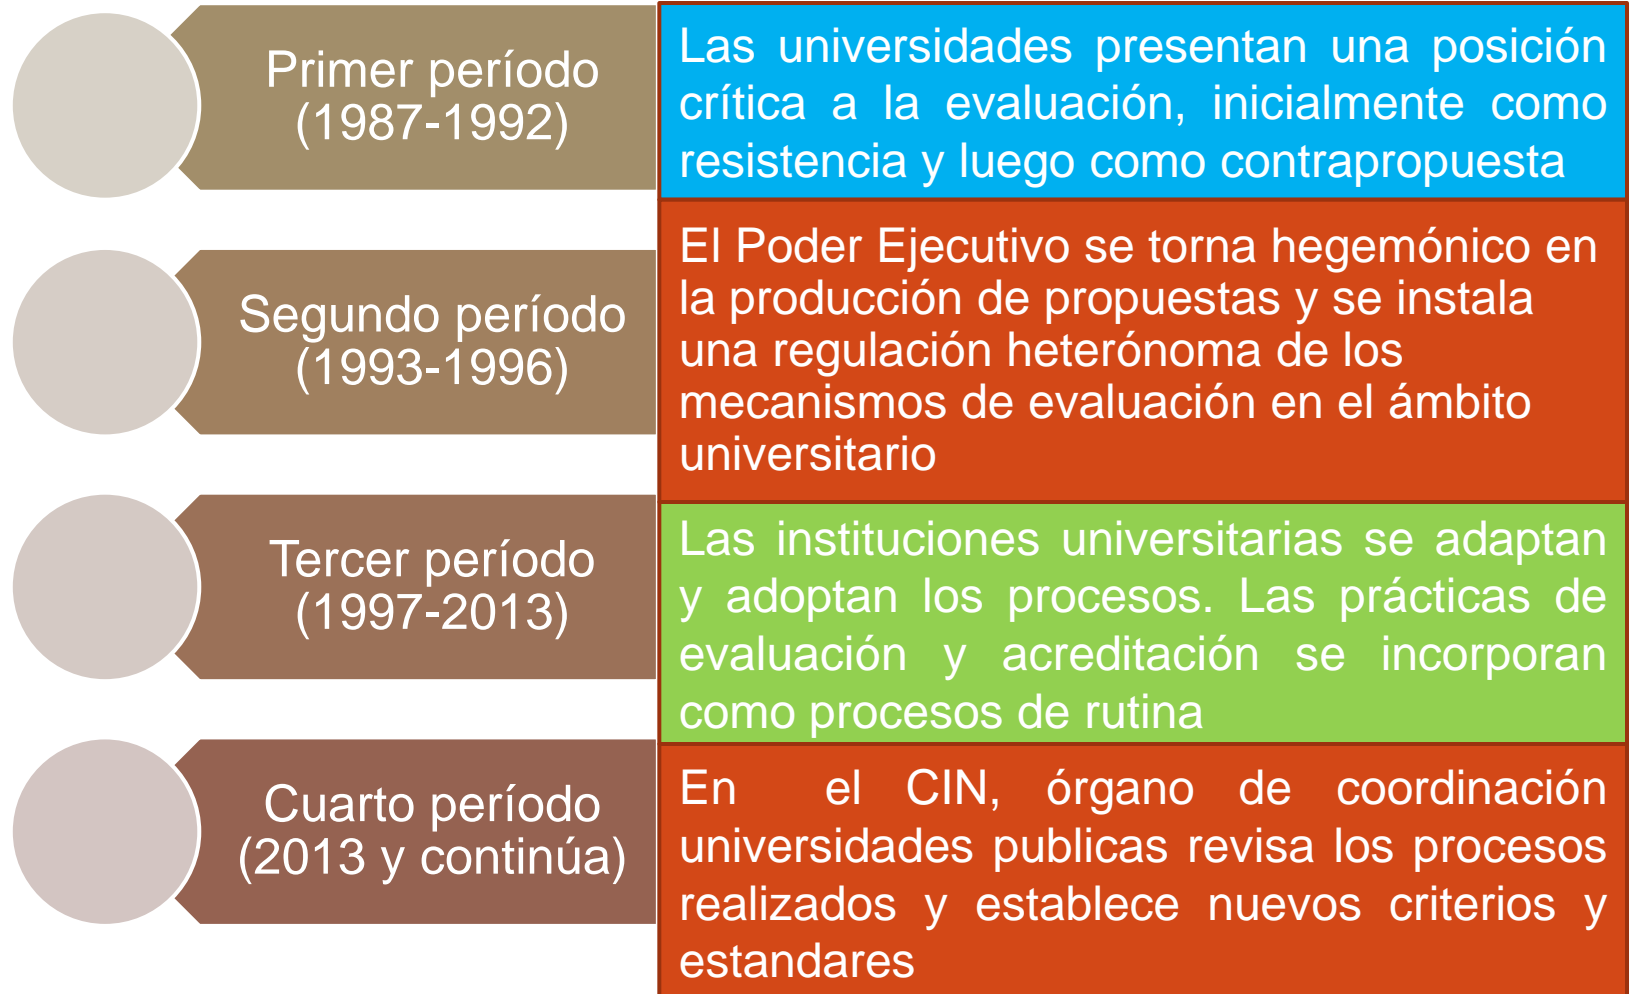 Primer período
(1987-1992)
Las universidades presentan una posición
crítica a la evaluación, inicialmente como
resistencia y luego como contrapropuesta
Segundo período
(1993-1996)
El Poder Ejecutivo se torna hegemónico en
la producción de propuestas y se instala
una regulación heterónoma de los
mecanismos de evaluación en el ámbito
universitario
Tercer período
(1997-2013)
Las instituciones universitarias se adaptan
y adoptan los procesos. Las prácticas de
evaluación y acreditación se incorporan
como procesos de rutina
Cuarto período
(2013 y continúa)
En el CIN, órgano de coordinación
universidades publicas revisa los procesos
realizados y establece nuevos criterios y
estandares